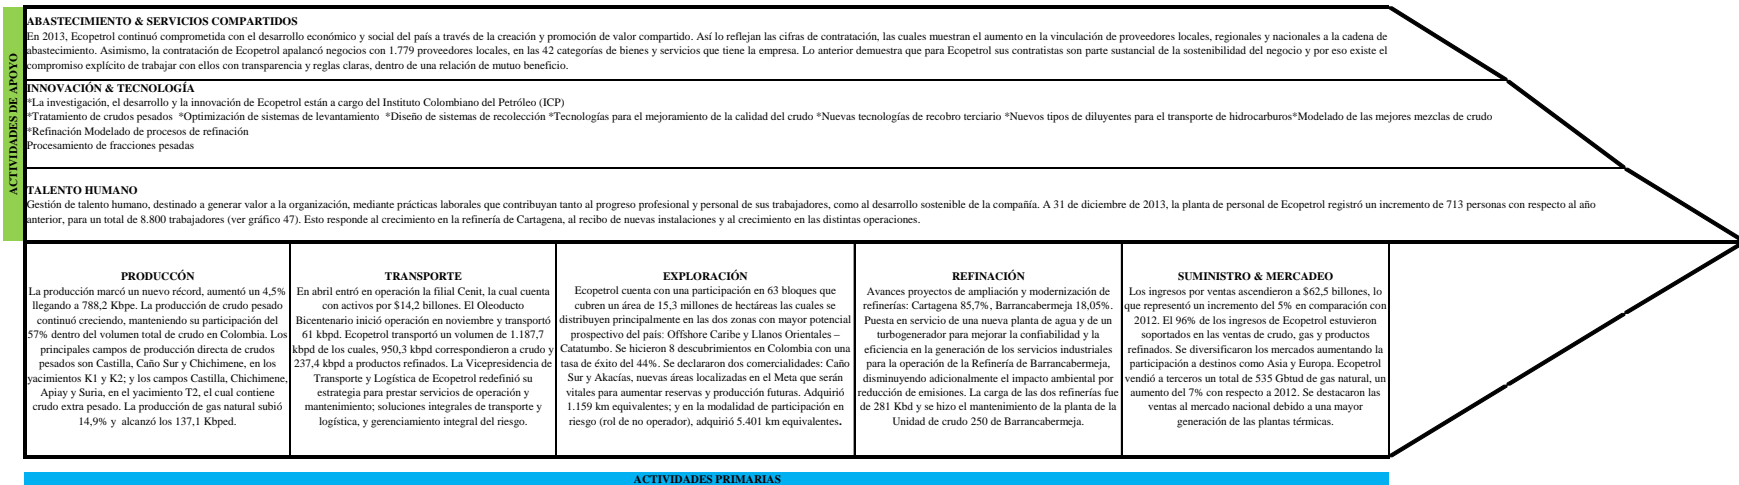 ACTIVIDADES DE APOYO
ABASTECIMIENTO & SERVICIOS COMPARTIDOS
En 2013, Ecopetrol continuó comprometida con el desarrollo económico y social del país a través de la creación y promoción de valor compartido. Así lo reflejan las cifras de contratación, las cuales muestran el aumento en la vinculación de proveedores locales, regionales y nacionales a la cadena de
abastecimiento. Asimismo, la contratación de Ecopetrol apalancó negocios con 1.779 proveedores locales, en las 42 categorías de bienes y servicios que tiene la empresa. Lo anterior demuestra que para Ecopetrol sus contratistas son parte sustancial de la sostenibilidad del negocio y por eso existe el
compromiso explícito de trabajar con ellos con transparencia y reglas claras, dentro de una relación de mutuo beneficio.
INNOVACIÓN & TECNOLOGÍA
*La investigación, el desarrollo y la innovación de Ecopetrol están a cargo del Instituto Colombiano del Petróleo (ICP)
*Tratamiento de crudos pesados *Optimización de sistemas de levantamiento *Diseño de sistemas de recolección *Tecnologías para el mejoramiento de la calidad del crudo *Nuevas tecnologías de recobro terciario *Nuevos tipos de diluyentes para el transporte de hidrocarburos*Modelado de las mejores mezclas de crudo
*Refinación Modelado de procesos de refinación
Procesamiento de fracciones pesadas
TALENTO HUMANO
Gestión de talento humano, destinado a generar valor a la organización, mediante prácticas laborales que contribuyan tanto al progreso profesional y personal de sus trabajadores, como al desarrollo sostenible de la compañía. A 31 de diciembre de 2013, la planta de personal de Ecopetrol registró un incremento de 713 personas con respecto al año
anterior, para un total de 8.800 trabajadores (ver gráfico 47). Esto responde al crecimiento en la refinería de Cartagena, al recibo de nuevas instalaciones y al crecimiento en las distintas operaciones.
PRODUCCÓN
La producción marcó un nuevo récord, aumentó un 4,5%
llegando a 788,2 Kbpe. La producción de crudo pesado
continuó creciendo, manteniendo su participación del
57% dentro del volumen total de crudo en Colombia. Los
principales campos de producción directa de crudos
pesados son Castilla, Caño Sur y Chichimene, en los
yacimientos K1 y K2; y los campos Castilla, Chichimene,
Apiay y Suria, en el yacimiento T2, el cual contiene
crudo extra pesado. La producción de gas natural subió
14,9% y alcanzó los 137,1 Kbped.
TRANSPORTE
En abril entró en operación la filial Cenit, la cual cuenta
con activos por $14,2 billones. El Oleoducto
Bicentenario inició operación en noviembre y transportó
61 kbpd. Ecopetrol transportó un volumen de 1.187,7
kbpd de los cuales, 950,3 kbpd correspondieron a crudo y
237,4 kbpd a productos refinados. La Vicepresidencia de
Transporte y Logística de Ecopetrol redefinió su
estrategia para prestar servicios de operación y
mantenimiento; soluciones integrales de transporte y
logística, y gerenciamiento integral del riesgo.
EXPLORACIÓN
Ecopetrol cuenta con una participación en 63 bloques que
cubren un área de 15,3 millones de hectáreas las cuales se
distribuyen principalmente en las dos zonas con mayor potencial
prospectivo del país: Offshore Caribe y Llanos Orientales –
Catatumbo. Se hicieron 8 descubrimientos en Colombia con una
tasa de éxito del 44%. Se declararon dos comercialidades: Caño
Sur y Akacías, nuevas áreas localizadas en el Meta que serán
vitales para aumentar reservas y producción futuras. Adquirió
1.159 km equivalentes; y en la modalidad de participación en
riesgo (rol de no operador), adquirió 5.401 km equivalentes.
REFINACIÓN
Avances proyectos de ampliación y modernización de
refinerías: Cartagena 85,7%, Barrancabermeja 18,05%.
Puesta en servicio de una nueva planta de agua y de un
turbogenerador para mejorar la confiabilidad y la
eficiencia en la generación de los servicios industriales
para la operación de la Refinería de Barrancabermeja,
disminuyendo adicionalmente el impacto ambiental por
reducción de emisiones. La carga de las dos refinerías fue
de 281 Kbd y se hizo el mantenimiento de la planta de la
Unidad de crudo 250 de Barrancabermeja.
SUMINISTRO & MERCADEO
Los ingresos por ventas ascendieron a $62,5 billones, lo
que representó un incremento del 5% en comparación con
2012. El 96% de los ingresos de Ecopetrol estuvieron
soportados en las ventas de crudo, gas y productos
refinados. Se diversificaron los mercados aumentando la
participación a destinos como Asia y Europa. Ecopetrol
vendió a terceros un total de 535 Gbtud de gas natural, un
aumento del 7% con respecto a 2012. Se destacaron las
ventas al mercado nacional debido a una mayor
generación de las plantas térmicas.
ACTIVIDADES PRIMARIAS